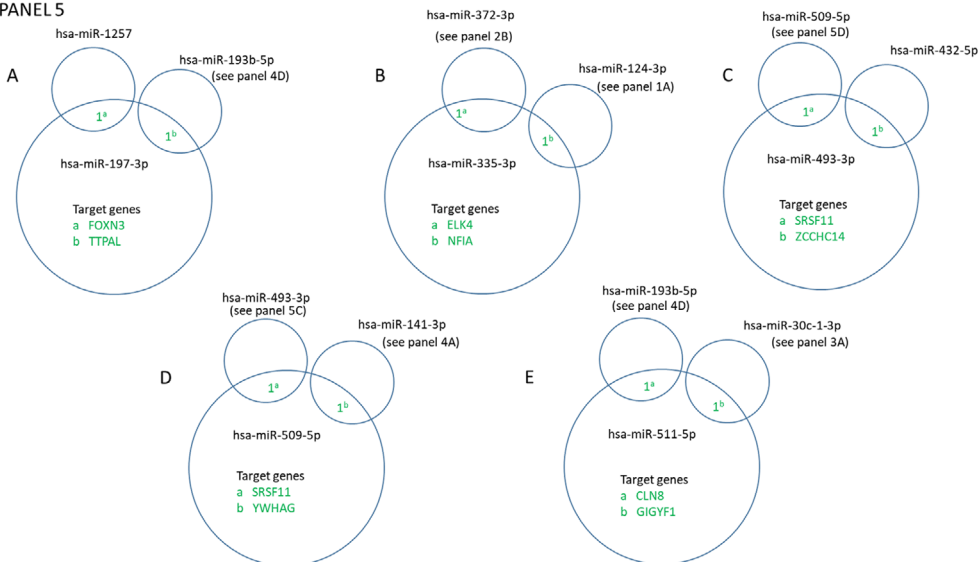 PANEL 5
A
hsa-miR-1257
hsa-miR-193b-5p
(see panel 4D)
1a
1b
hsa-miR-197-3p
Target genes
a FOXN3
b TTPAL
B
hsa-miR-372-3p
(see panel 2B)
hsa-miR-124-3p
(see panel 1A)
1a
1b
hsa-miR-335-3p
Target genes
a ELK4
b NFIA
C
hsa-miR-509-5p
(see panel 5D)
hsa-miR-432-5p
1a
1b
hsa-miR-493-3p
Target genes
a SRSF11
b ZCCHC14
D
hsa-miR-493-3p
(see panel 5C)
hsa-miR-141-3p
(see panel 4A)
1a
1b
hsa-miR-509-5p
Target genes
a SRSF11
b YWHAG
E
hsa-miR-193b-5p
(see panel 4D)
hsa-miR-30c-1-3p
(see panel 3A)
1a
1b
hsa-miR-511-5p
Target genes
a CLN8
b GIGYF1